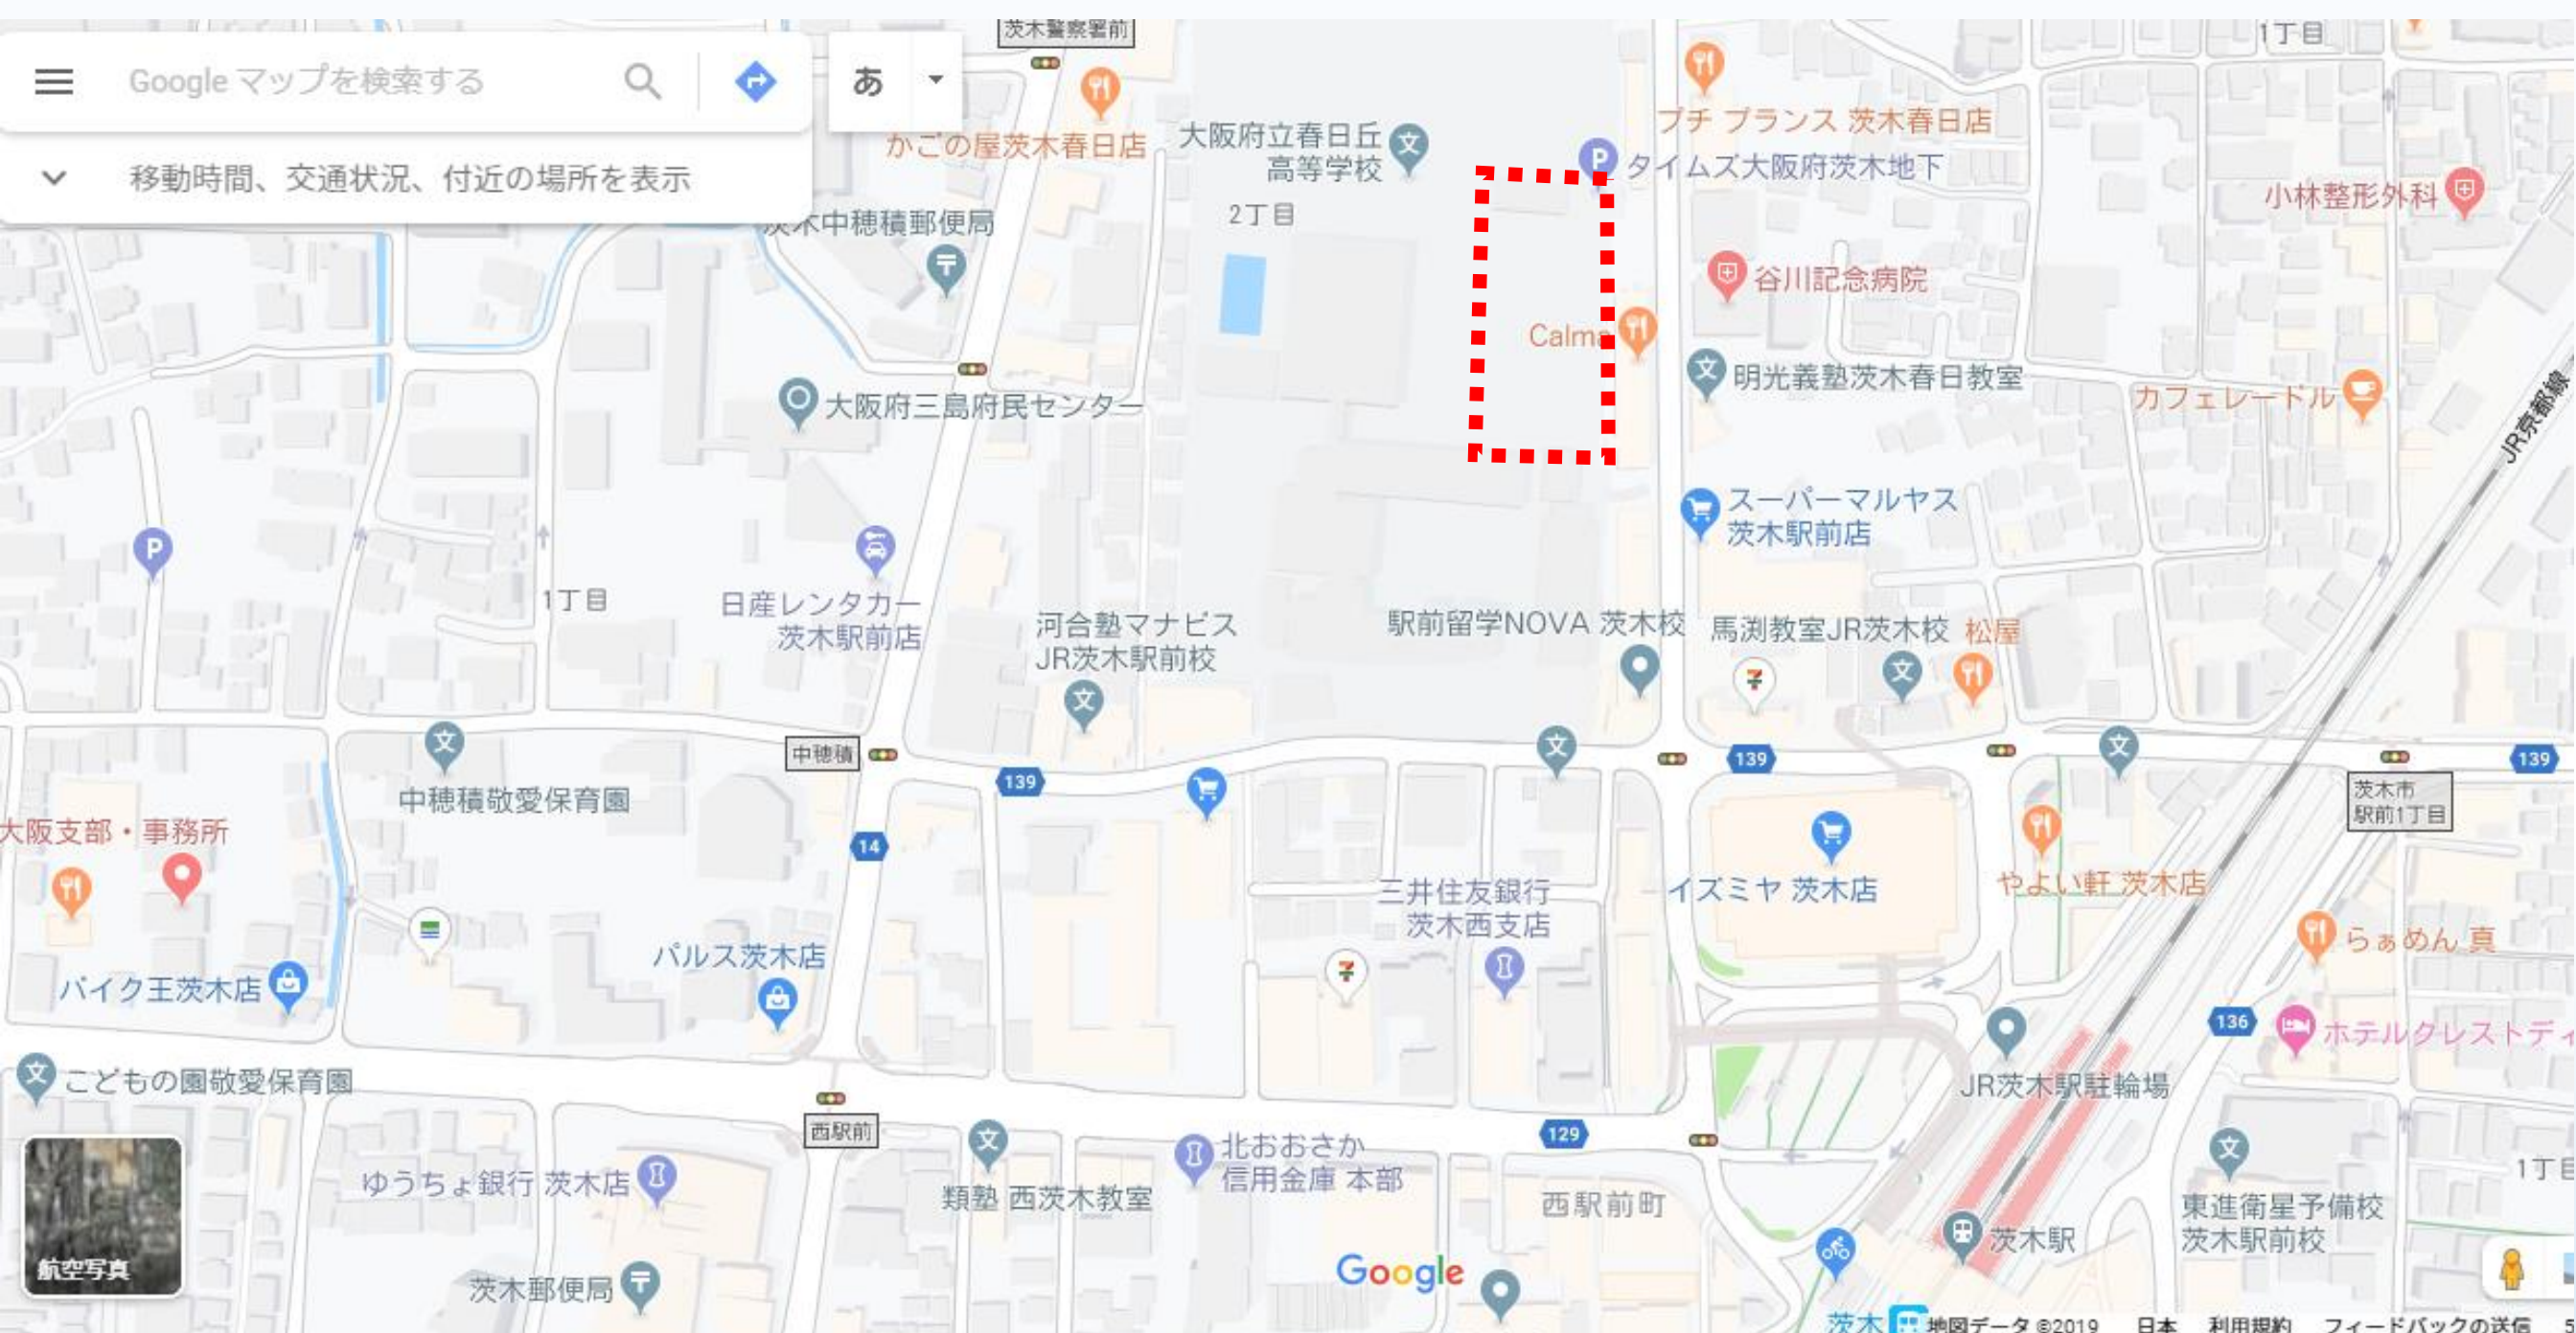 茨木警察署前
1丁目
Google マップを検索する
あ
プチ プランス 茨木春日店
かごの屋茨木春日店
大阪府立春日丘
高等学校
P
タイムズ大阪府茨木地下
移動時間、交通状況、付近の場所を表示
小林整形外科
2丁目
茨木中穂積郵便局
谷川記念病院
Calma
明光義塾茨木春日教室
カフェレードル
大阪府三島府民センター
JR京都線
スーパーマルヤス
茨木駅前店
P
1丁目
日産レンタカー
茨木駅前店
河合塾マナビス
JR茨木駅前校
駅前留学NOVA 茨木校
馬渕教室JR茨木校
松屋
文
中穂積
139
139
139
中穂積敬愛保育園
茨木市
駅前1丁目
大阪支部・事務所
14
三井住友銀行
茨木西支店
イズミヤ 茨木店
やよい軒 茨木店
パルス茨木店
らぁめん 真
バイク王茨木店
136
ホテルクレストディ
こどもの園敬愛保育園
JR茨木駅駐輪場
西駅前
129
北おおさか
信用金庫 本部
ゆうちょ銀行 茨木店
類塾 西茨木教室
西駅前町
1丁目
東進衛星予備校
茨木駅前校
茨木駅
航空写真
茨木郵便局
Google
茨木
地図データ ©2019
日本
利用規約
フィードバックの送信